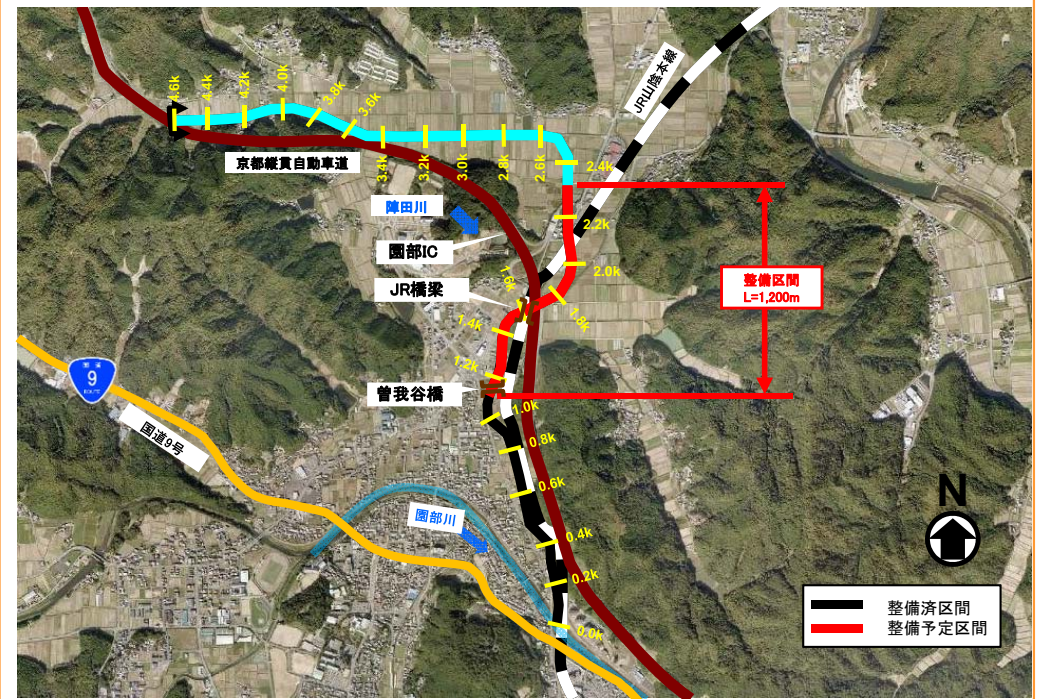 JR山陰本線
4.6k
4.4k
4.2k
4.0k
3.8k
3.6k
京都縦貫自動車道
3.4k
3.2k
3.0k
2.8k
2.6k
2.4k
陣田川
2.2k
園部IC
2.0k
整備区間
L=1,200m
1.6k
JR橋梁
1.8k
1.4k
1.2k
曽我谷橋
国道
9
ROUTE
1.0k
国道9号
0.8k
0.6k
N
園部川
0.4k
0.2k
整備済区間
0.0k
整備予定区間